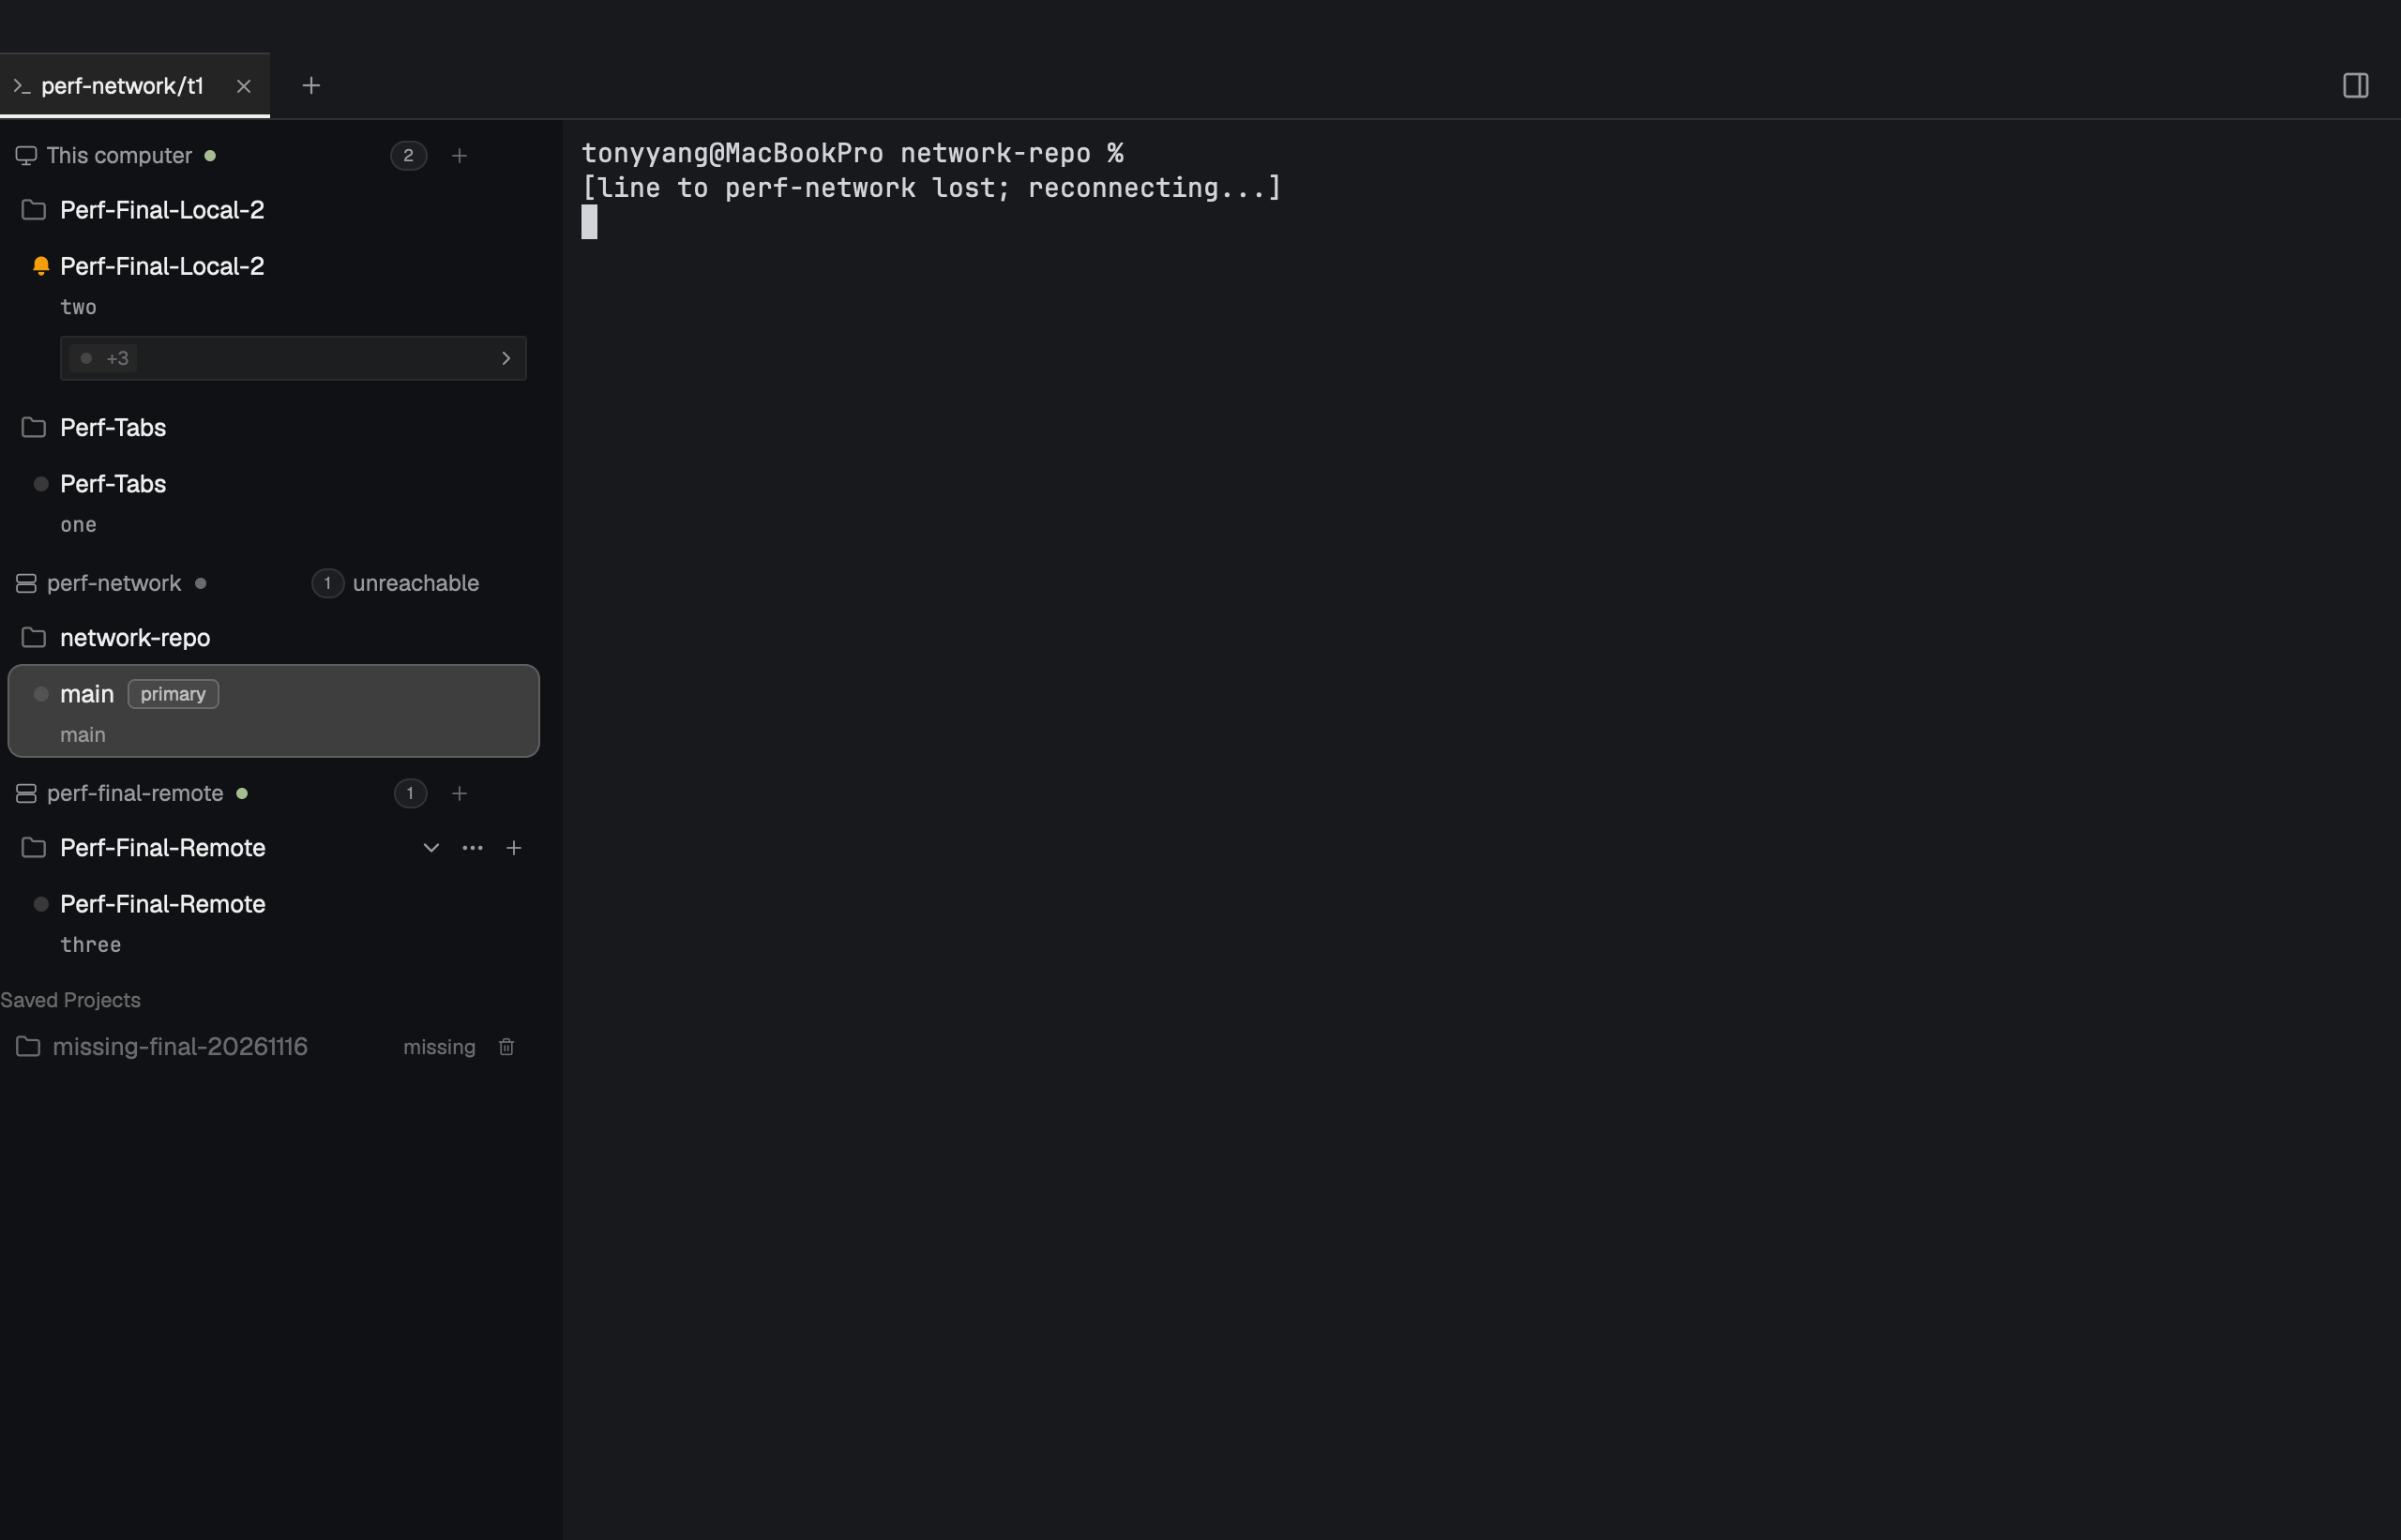 perf-network/t1
This computer 2
Perf-Final-Local-2
Perf-Final-Local-2
two
+3
Perf-Tabs
Perf-Tabs
one
perf-network 1 unreachable
network-repo
main primary
main
perf-final-remote 1
Perf-Final-Remote
Perf-Final-Remote
three
Saved Projects
missing-final-20261116 missing
tonyyang@MacBookPro network-repo %
[line to perf-network lost; reconnecting...]